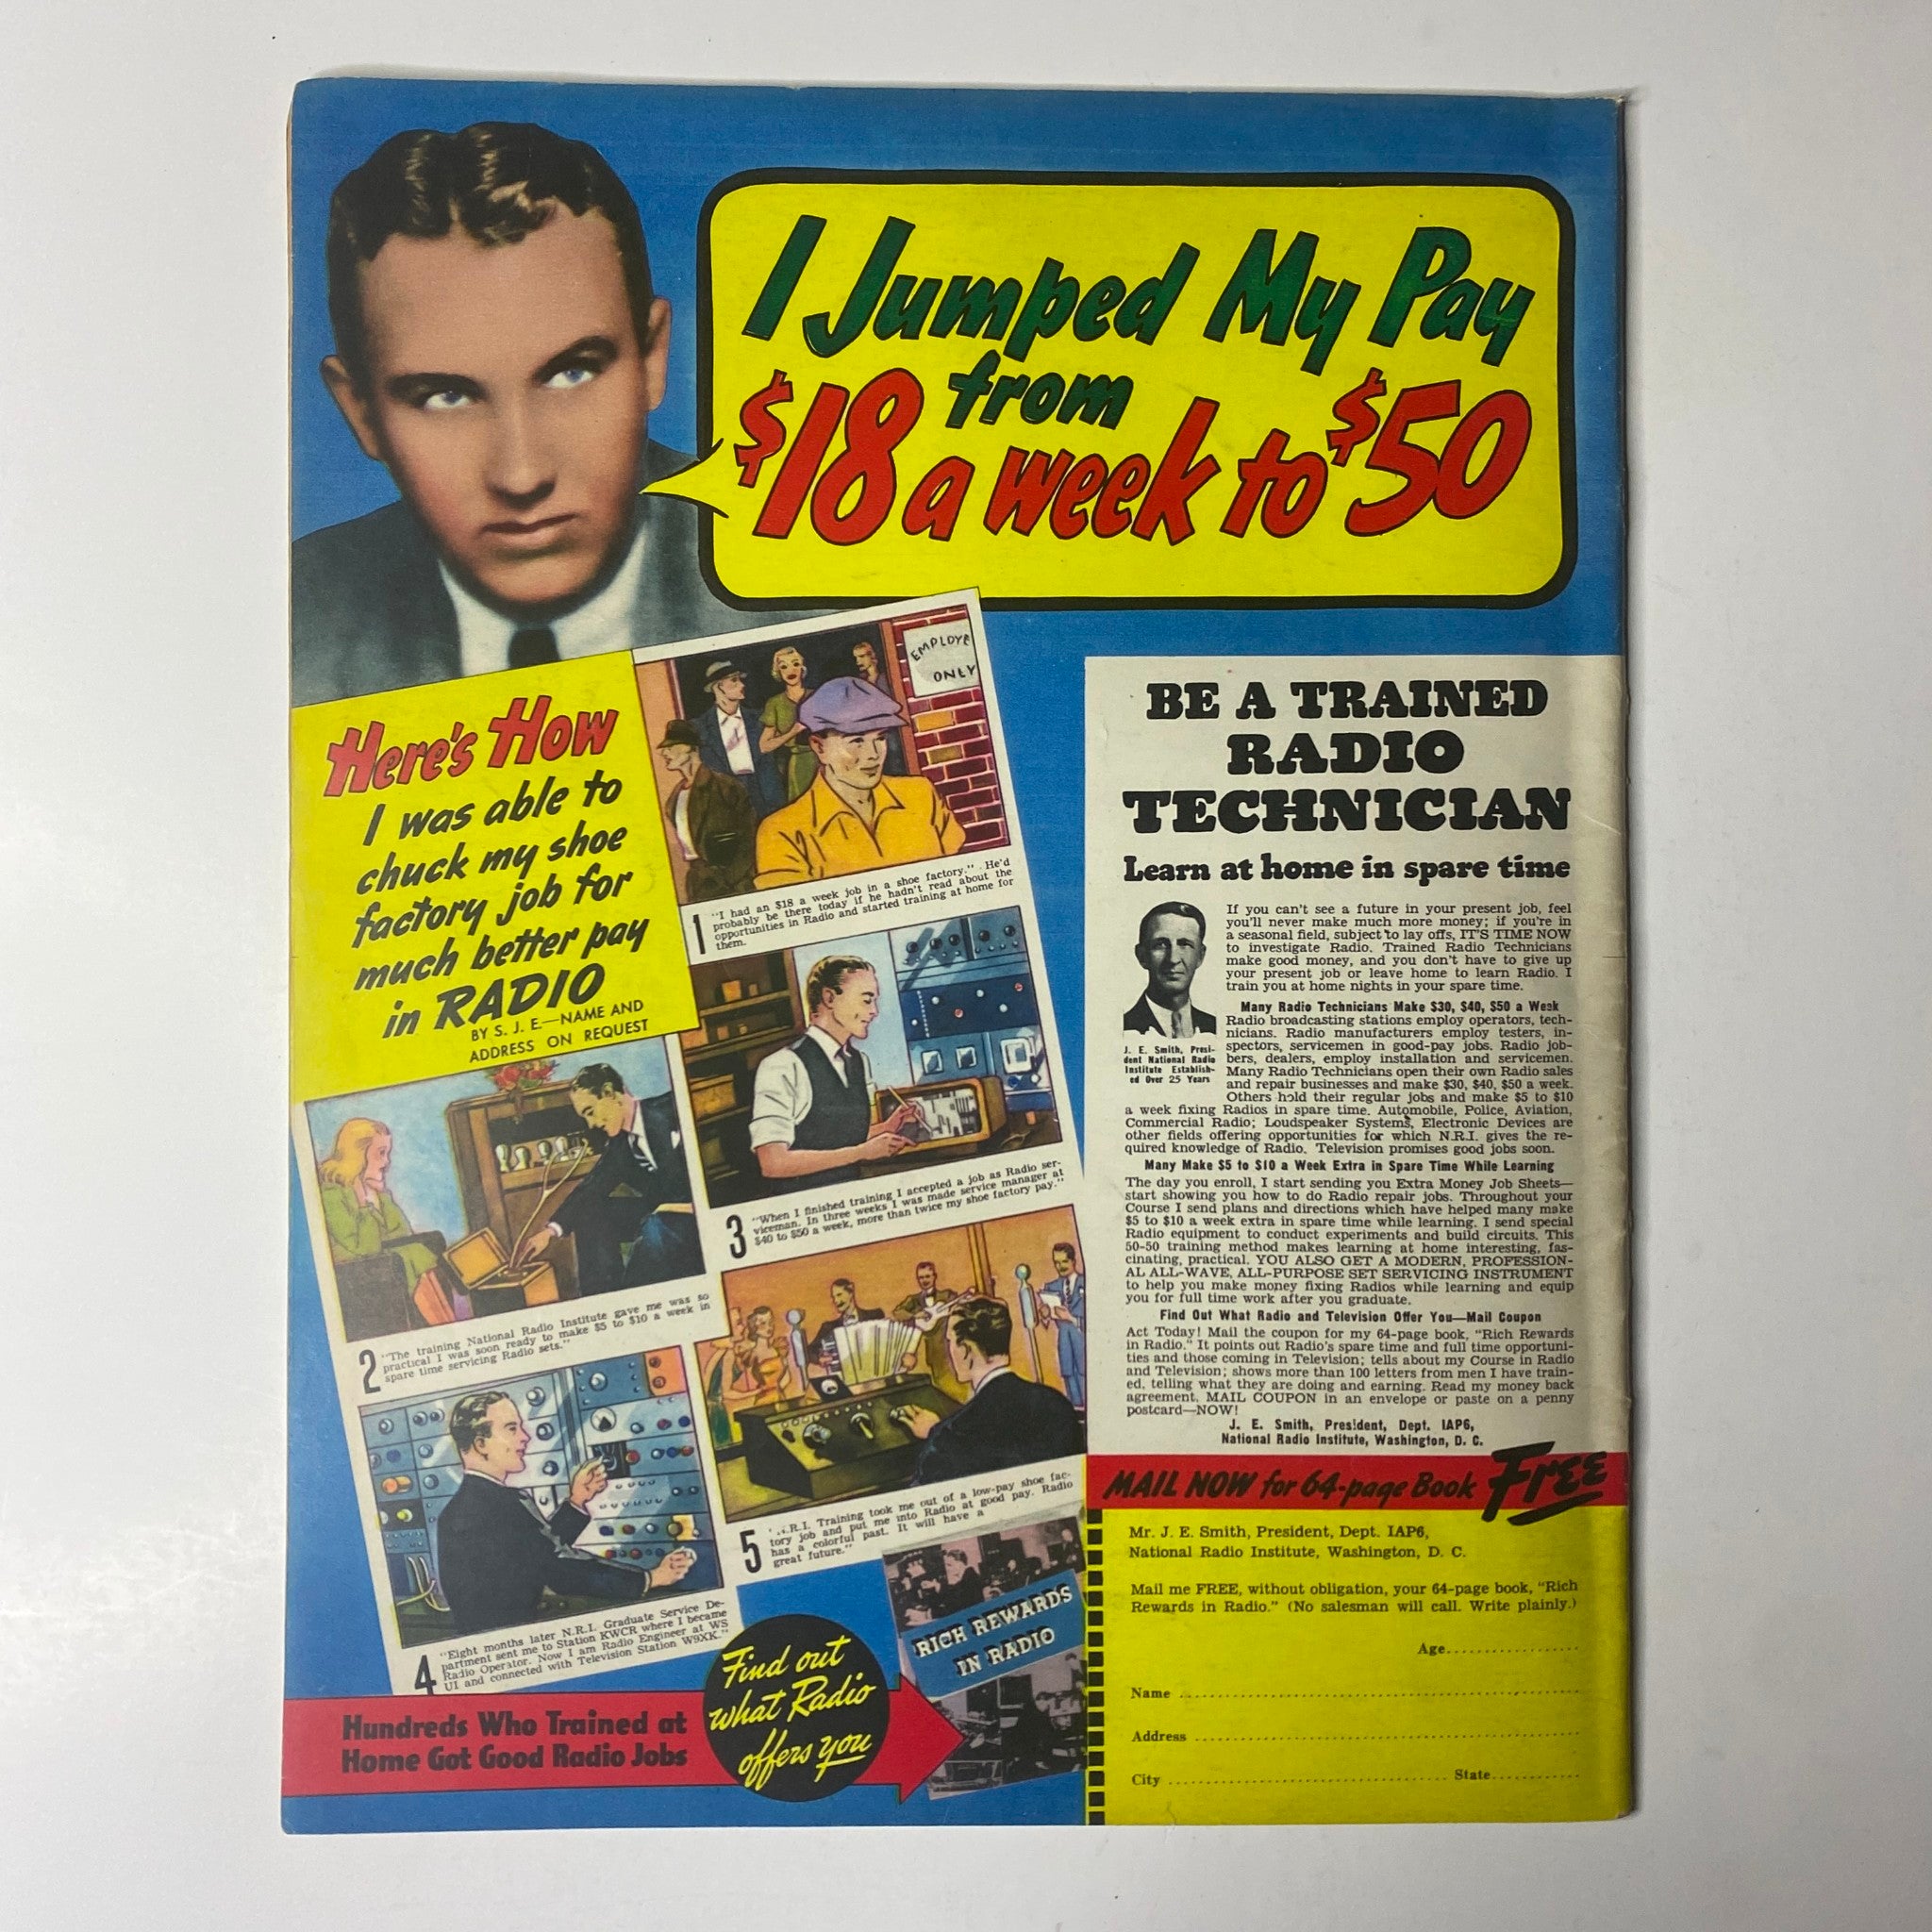 I Jumped My Pay
from
$18 a week to $50
Here's How
I was able to
chuck my shoe
factory job for
much better pay
in RADIO
BY S. J. E.—NAME AND
ADDRESS ON REQUEST
EMPLOYE
ONLY
1 "I had an $18 a week job in a shoe factory." He'd
probably be there today if he hadn't read about the
opportunities in Radio and started training at home for
them.
2 "The training National Radio Institute gave me was so
practical I was soon ready to make $5 to $10 a week in
spare time servicing Radio sets."
3 "When I finished training I accepted a job as Radio ser-
viceman. In three weeks I was made service manager at
$40 to $50 a week, more than twice my shoe factory pay."
4 "Eight months later N.R.I. Graduate Service De-
partment sent me to Station KWCR where I became
Radio Operator. Now I am Radio Engineer at WS
UI and connected with Television Station W9XK."
5 "N.R.I. Training took me out of a low-pay shoe fac-
tory job and put me into Radio at good pay. Radio
has a colorful past. It will have a
great future."
Hundreds Who Trained at
Home Got Good Radio Jobs
Find out
what Radio
offers you
RICH REWARDS
IN RADIO
BE A TRAINED
RADIO
TECHNICIAN
Learn at home in spare time
If you can't see a future in your present job, feel
you'll never make much more money; if you're in
a seasonal field, subject to lay offs, IT'S TIME NOW
to investigate Radio. Trained Radio Technicians
make good money, and you don't have to give up
your present job or leave home to learn Radio. I
train you at home nights in your spare time.
J. E. Smith, Presi-
dent National Radio
Institute Establish-
ed Over 25 Years
Many Radio Technicians Make $30, $40, $50 a Week
Radio broadcasting stations employ operators, tech-
nicians. Radio manufacturers employ testers, in-
spectors, servicemen in good-pay jobs. Radio job-
bers, dealers, employ installation and servicemen.
Many Radio Technicians open their own Radio sales
and repair businesses and make $30, $40, $50 a week.
Others hold their regular jobs and make $5 to $10
a week fixing Radios in spare time. Automobile, Police, Aviation,
Commercial Radio; Loudspeaker Systems, Electronic Devices are
other fields offering opportunities for which N.R.I. gives the re-
quired knowledge of Radio. Television promises good jobs soon.
Many Make $5 to $10 a Week Extra in Spare Time While Learning
The day you enroll, I start sending you Extra Money Job Sheets—
start showing you how to do Radio repair jobs. Throughout your
Course I send plans and directions which have helped many make
$5 to $10 a week extra in spare time while learning. I send special
Radio equipment to conduct experiments and build circuits. This
50-50 training method makes learning at home interesting, fas-
cinating, practical. YOU ALSO GET A MODERN, PROFESSION-
AL ALL-WAVE, ALL-PURPOSE SET SERVICING INSTRUMENT
to help you make money fixing Radios while learning and equip
you for full time work after you graduate.
Find Out What Radio and Television Offer You—Mail Coupon
Act Today! Mail the coupon for my 64-page book, "Rich Rewards
in Radio." It points out Radio's spare time and full time opportuni-
ties and those coming in Television; tells about my Course in Radio
and Television; shows more than 100 letters from men I have train-
ed, telling what they are doing and earning. Read my money back
agreement. MAIL COUPON in an envelope or paste on a penny
postcard—NOW!
J. E. Smith, President, Dept. IAP6,
National Radio Institute, Washington, D. C.
MAIL NOW for 64-page Book Free
Mr. J. E. Smith, President, Dept. IAP6,
National Radio Institute, Washington, D. C.
Mail me FREE, without obligation, your 64-page book, "Rich
Rewards in Radio." (No salesman will call. Write plainly.)
Age..................
Name ..................
Address ..................
City .................. State..................